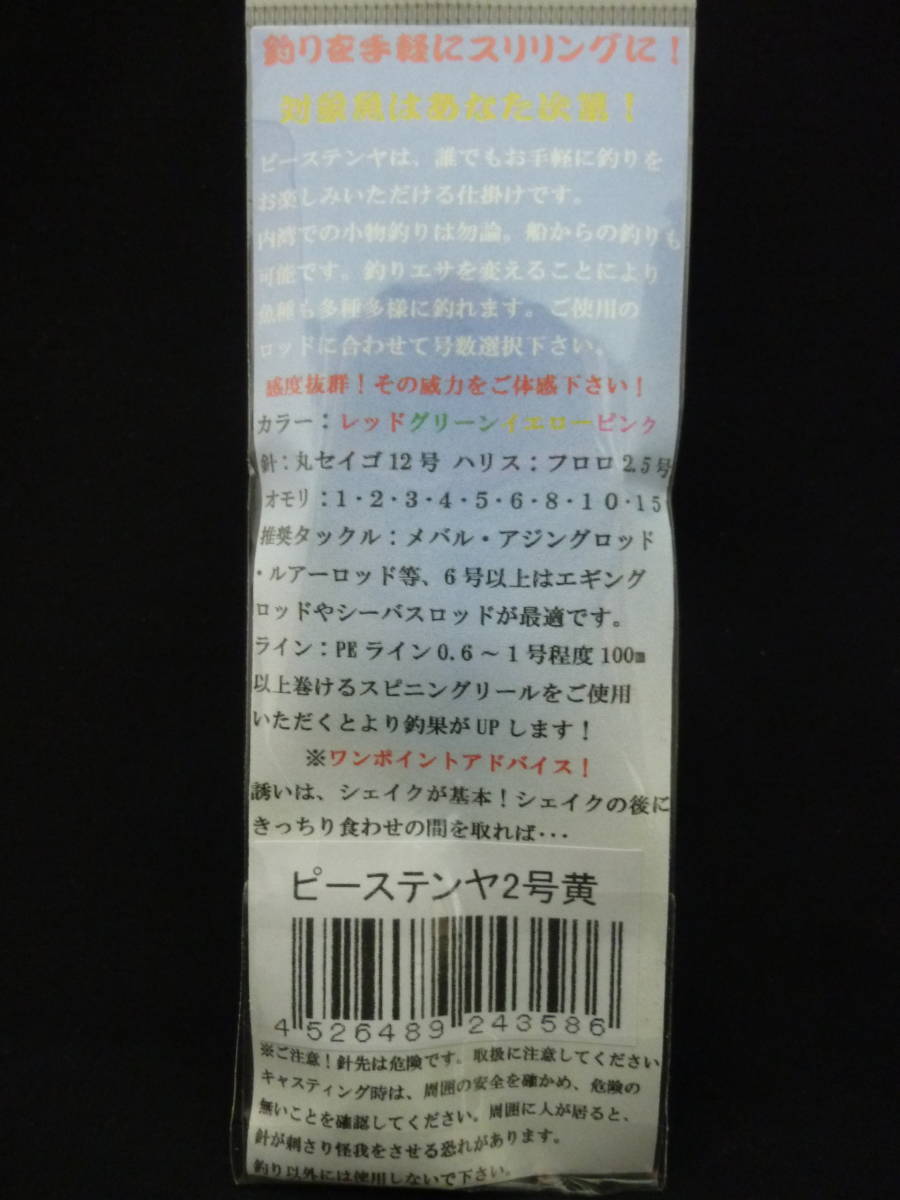 釣りを手軽にスリリングに!
対象魚はあなた次第!
ピーステンヤは、誰でもお手軽に釣りを
お楽しみいただける仕掛けです。
内湾での小物釣りは勿論。船からの釣りも
可能です。釣りエサを変えることにより
魚種も多種多様に釣れます。ご使用の
ロッドに合わせて号数選択下さい。
感度抜群!その威力をご体感下さい!
カラー:レッドグリーンイエローピンク
針:丸セイゴ12号 ハリス:フロロ2.5号
オモリ:1・2・3・4・5・6・8・10・15
推奨タックル:メバル・アジングロッド
・ルアーロッド等、6号以上はエギング
ロッドやシーバスロッドが最適です。
ライン:PEライン0.6~1号程度100m
以上巻けるスピニングリールをご使用
いただくとより釣果がUPします!
※ワンポイントアドバイス!
誘いは、シェイクが基本!シェイクの後に
きっちり食わせの間を取れば・・・
ピーステンヤ2号黄
4 526489 243586
※ご注意!針先は危険です。取扱に注意してください
キャスティング時は、周囲の安全を確かめ、危険の
無いことを確認してください。周囲に人が居ると、
針が刺さり怪我をさせる恐れがあります。
釣り以外には使用しないで下さい。